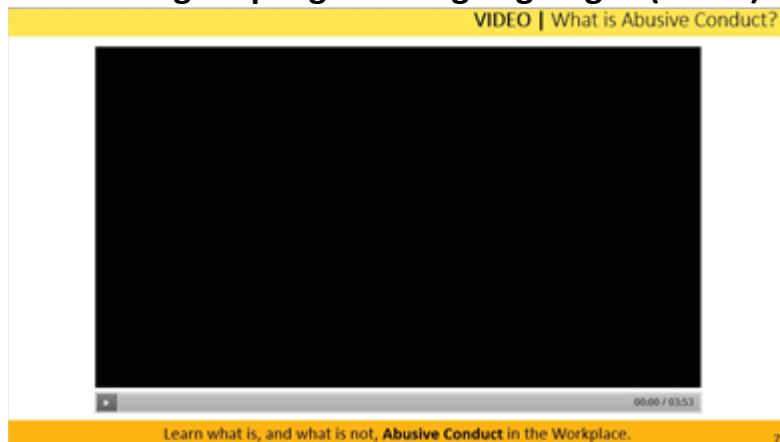 VIDEO | What is Abusive Conduct?
00:00 / 03:53
Learn what is, and what is not, Abusive Conduct in the Workplace.
7